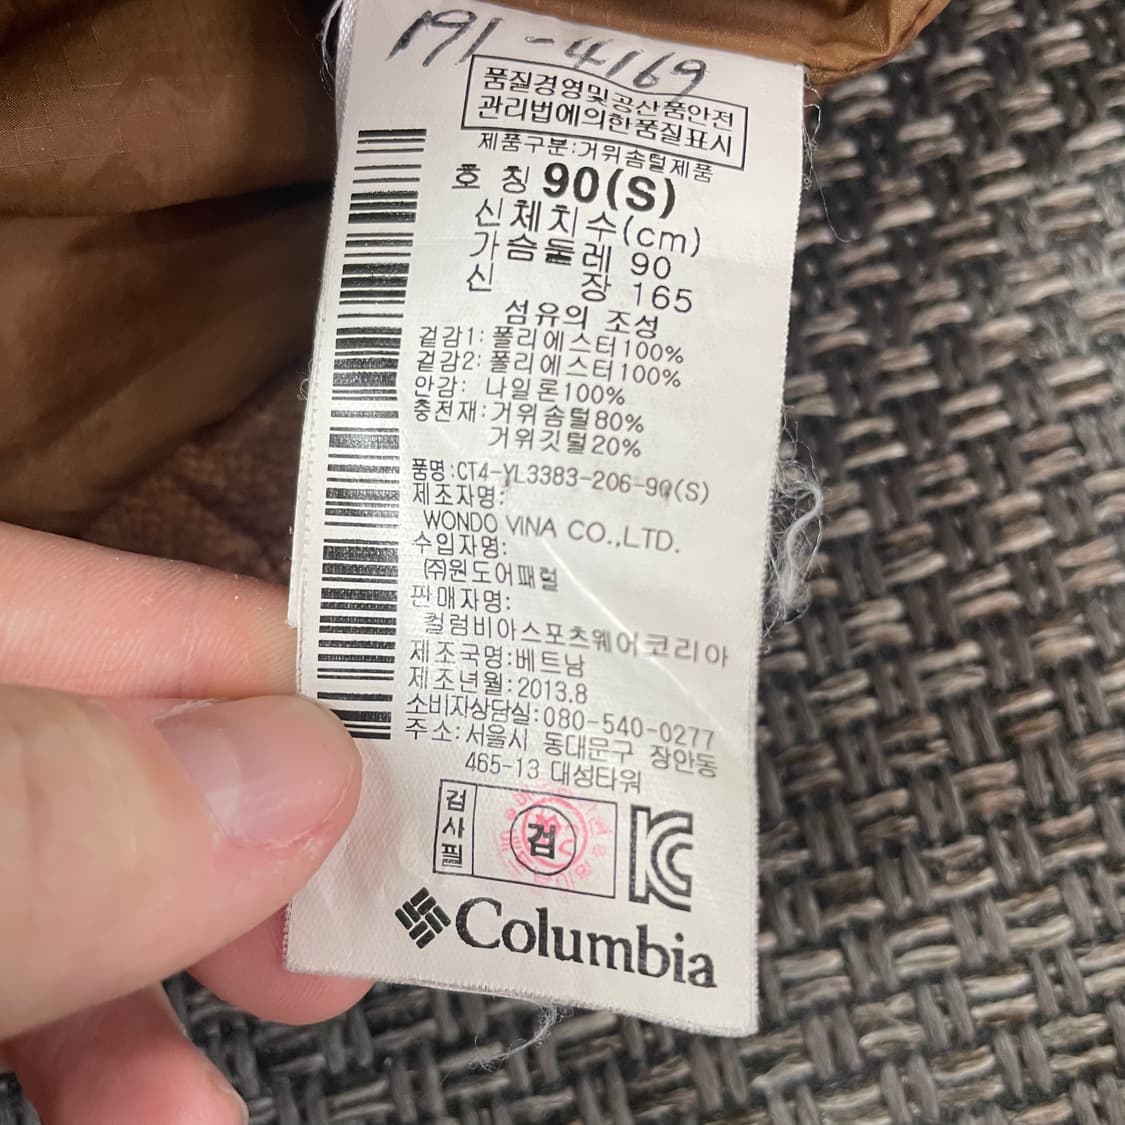 191-4169
품질경영및공산품안전
관리법에의한품질표시
제품구분:거위솜털제품
호 칭 90(S)
신체치수(cm)
가슴둘레 90
신 장 165
섬유의 조성
겉감1: 폴리에스터100%
겉감2: 폴리에스터100%
안감: 나일론100%
충전재: 거위솜털80%
거위깃털20%
품명:CT4-YL3383-206-90(S)
제조자명:
WONDO VINA CO.,LTD.
수입자명:
㈜원도어패럴
판매자명:
컬럼비아스포츠웨어코리아
제조국명:베트남
제조년월:2013.8
소비자상담실:080-540-0277
주소:서울시 동대문구 장안동
465-13 대성타워
검사필
검
KC
Columbia